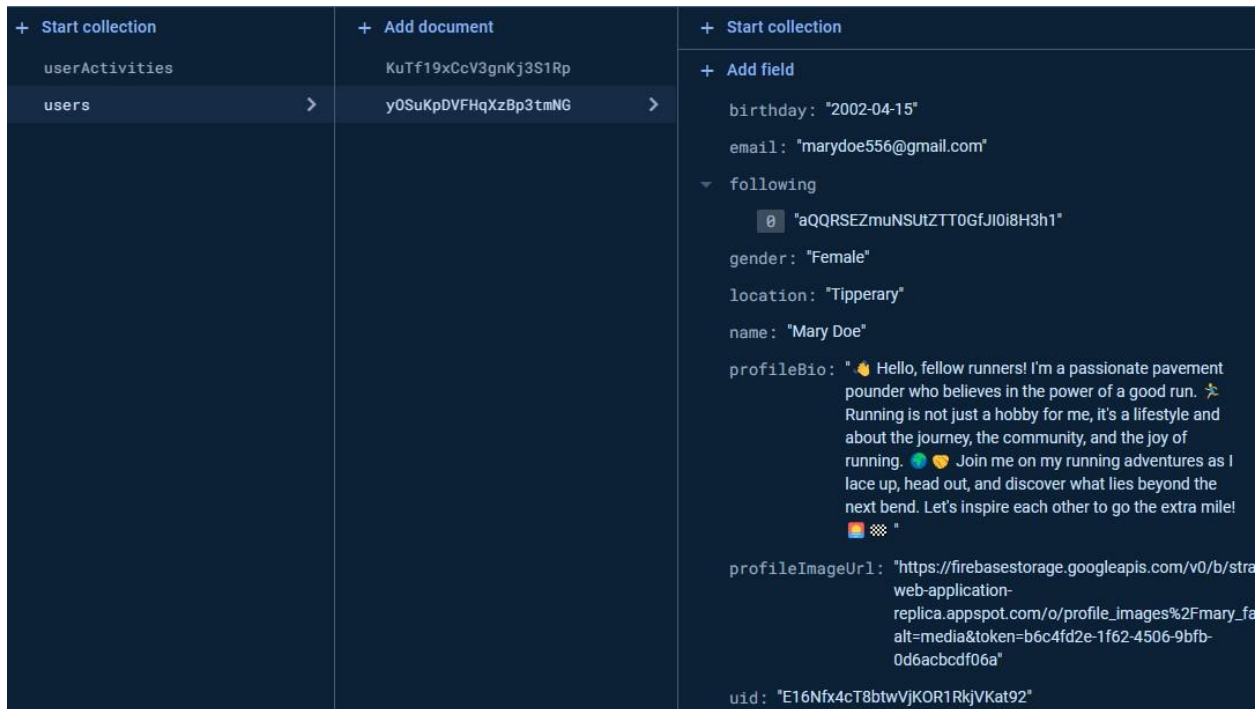 + Start collection
userActivities
users
+ Add document
KuTf19xCcV3gnKj3S1Rp
yOSuKpDVFHqXzBp3tmNG
+ Start collection
+ Add field
birthday: "2002-04-15"
email: "marydoe556@gmail.com"
following
0 "aQQRSEZmuNSUtZTT0GfJI0i8H3h1"
gender: "Female"
location: "Tipperary"
name: "Mary Doe"
profileBio: "👋 Hello, fellow runners! I'm a passionate pavement
pounder who believes in the power of a good run. 🏃
Running is not just a hobby for me, it's a lifestyle and
about the journey, the community, and the joy of
running. 🌍 🤝 Join me on my running adventures as I
lace up, head out, and discover what lies beyond the
next bend. Let's inspire each other to go the extra mile!
🌅 🏁 "
profileImageUrl: "https://firebasestorage.googleapis.com/v0/b/stra
web-application-
replica.appspot.com/o/profile_images%2Fmary_fa
alt=media&token=b6c4fd2e-1f62-4506-9bfb-
0d6acbcdf06a"
uid: "E16Nfx4cT8btwVjKOR1RkjVKat92"